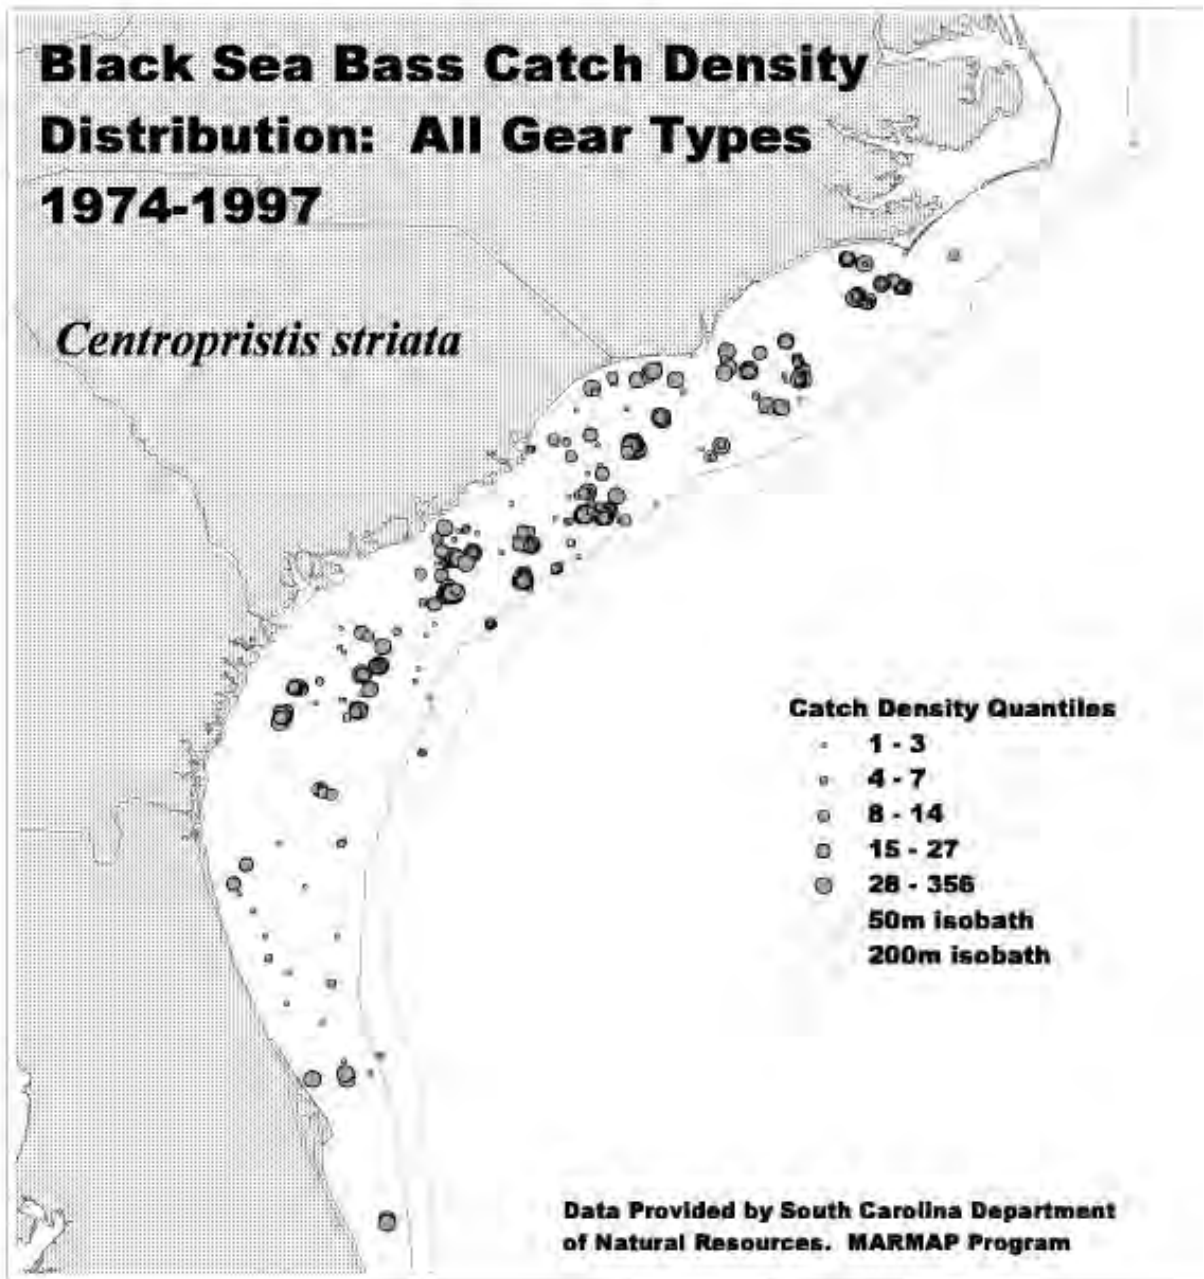 Black Sea Bass Catch Density
Distribution: All Gear Types
1974-1997
Centropristis striata
Catch Density Quantiles
1 - 3
4 - 7
8 - 14
15 - 27
28 - 356
50m isobath
200m isobath
Data Provided by South Carolina Department
of Natural Resources. MARMAP Program